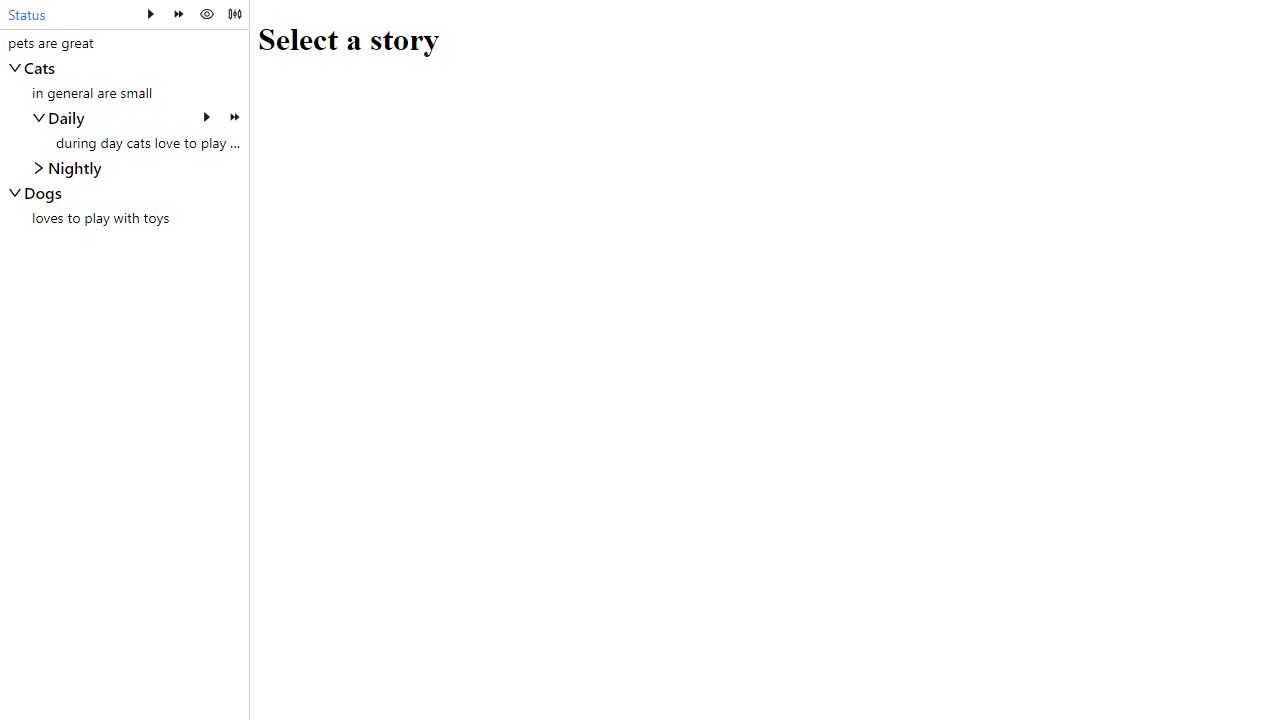 Status
Select a story
pets are great
Cats
in general are small
Daily
during day cats love to play ...
Nightly
Dogs
loves to play with toys